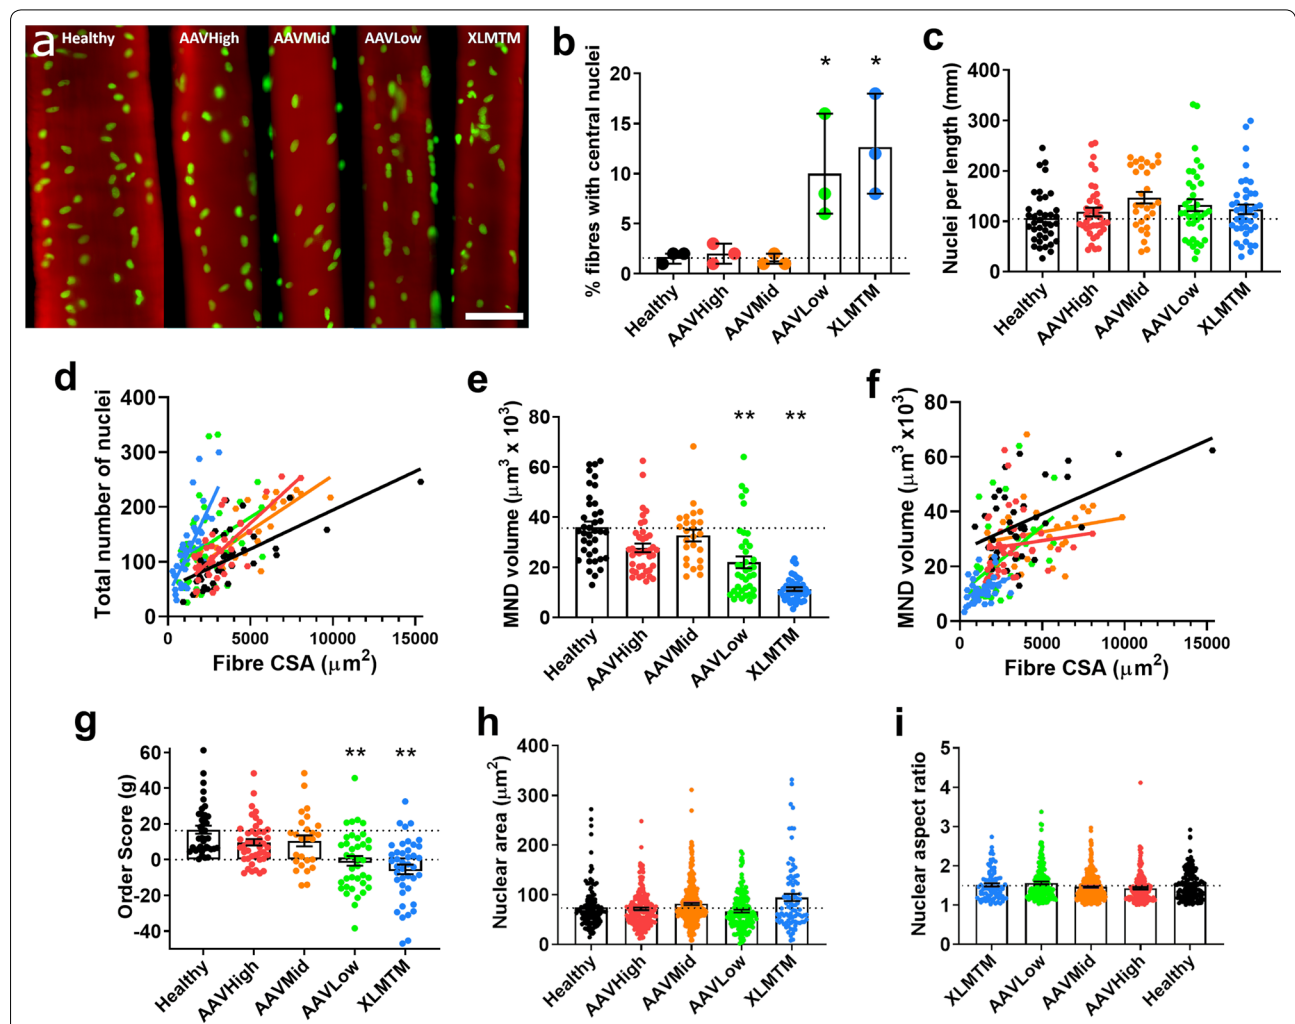 a Healthy AAVHigh AAVMid AAVLow XLMTM
b
% fibres with central nuclei
20
15
10
5
0
* *
Healthy AAVHigh AAVMid AAVLow XLMTM
c
Nuclei per length (mm)
400
300
200
100
0
Healthy AAVHigh AAVMid AAVLow XLMTM
d
Total number of nuclei
400
300
200
100
0
0 5000 10000 15000
Fibre CSA (μm²)
e
MND volume (μm³ x 10³)
80
60
40
20
0
** **
Healthy AAVHigh AAVMid AAVLow XLMTM
f
MND volume (μm³ x10³)
80
60
40
20
0
0 5000 10000 15000
Fibre CSA (μm²)
g
Order Score (g)
60
40
20
0
-20
-40
** **
Healthy AAVHigh AAVMid AAVLow XLMTM
h
Nuclear area (μm²)
400
300
200
100
0
Healthy AAVHigh AAVMid AAVLow XLMTM
i
Nuclear aspect ratio
5
4
3
2
1
0
XLMTM AAVLow AAVMid AAVHigh Healthy